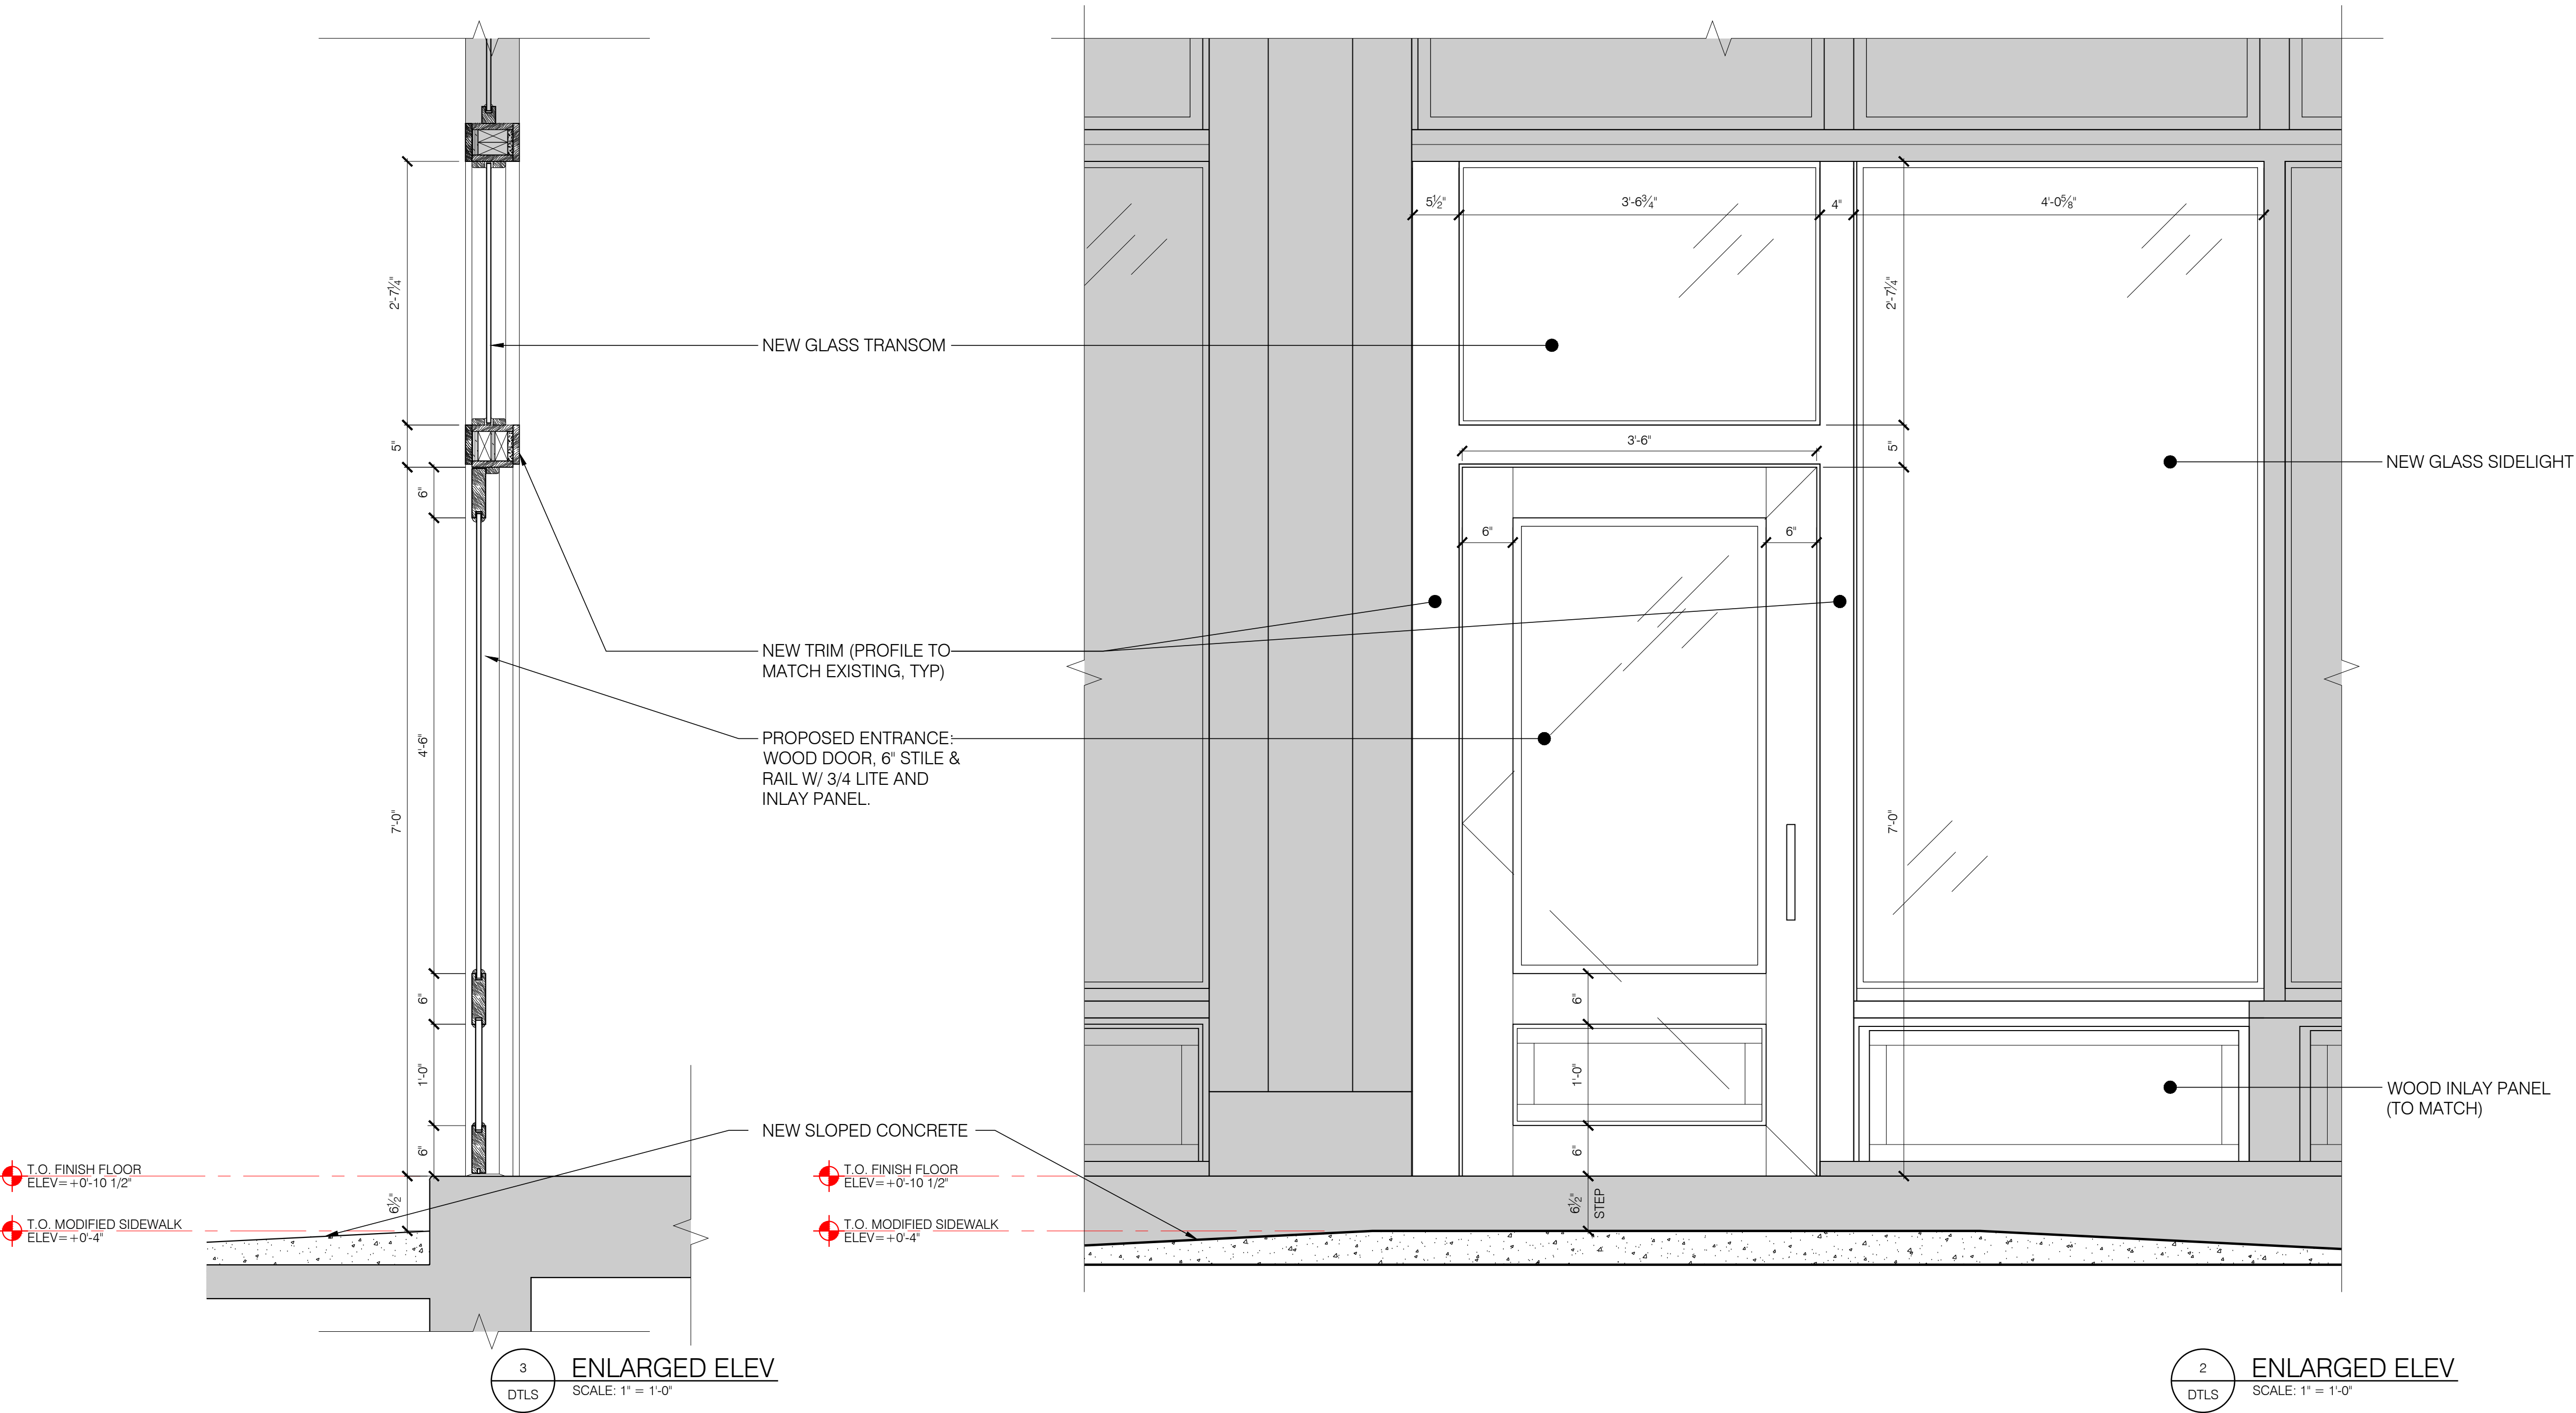 5½"
3'-6¾"
4"
4'-0⅝"
2'-7¼"
2'-7¼"
NEW GLASS TRANSOM
5"
3'-6"
5"
NEW GLASS SIDELIGHT
6"
6"
6"
NEW TRIM (PROFILE TO
MATCH EXISTING, TYP)
4'-6"
PROPOSED ENTRANCE:
WOOD DOOR, 6" STILE &
RAIL W/ 3/4 LITE AND
INLAY PANEL.
7'-0"
7'-0"
6"
6"
1'-0"
1'-0"
WOOD INLAY PANEL
(TO MATCH)
NEW SLOPED CONCRETE
6"
6"
T.O. FINISH FLOOR
ELEV=+0'-10 1/2"
T.O. FINISH FLOOR
ELEV=+0'-10 1/2"
6½"
6½"
STEP
T.O. MODIFIED SIDEWALK
ELEV=+0'-4"
T.O. MODIFIED SIDEWALK
ELEV=+0'-4"
3
DTLS
ENLARGED ELEV
SCALE: 1" = 1'-0"
2
DTLS
ENLARGED ELEV
SCALE: 1" = 1'-0"